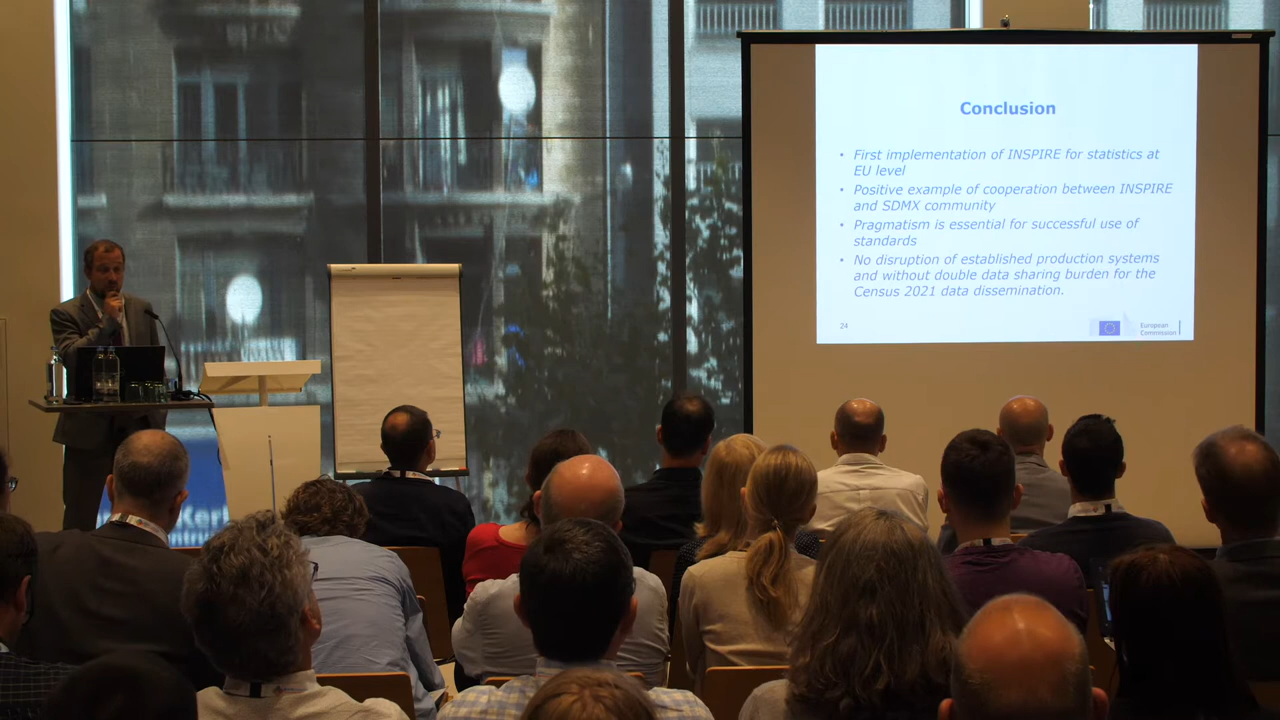 Conclusion
• First implementation of INSPIRE for statistics at
EU level
• Positive example of cooperation between INSPIRE
and SDMX community
• Pragmatism is essential for successful use of
standards
• No disruption of established production systems
and without double data sharing burden for the
Census 2021 data dissemination.
24
European
Commission